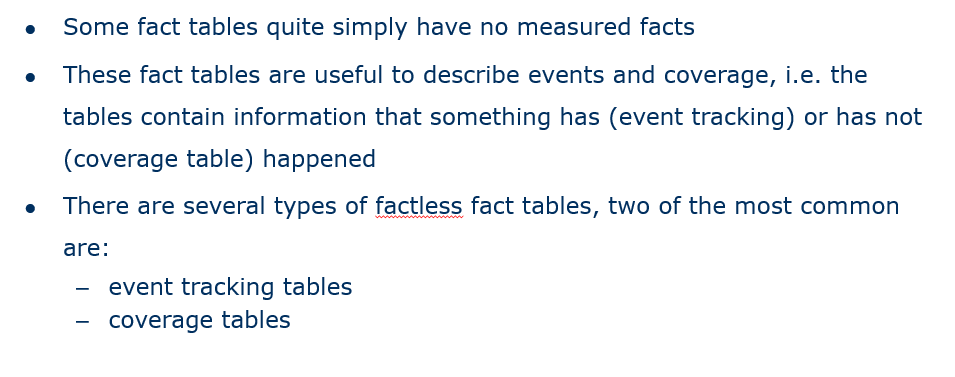 • Some fact tables quite simply have no measured facts
• These fact tables are useful to describe events and coverage, i.e. the
tables contain information that something has (event tracking) or has not
(coverage table) happened
• There are several types of factless fact tables, two of the most common
are:
– event tracking tables
– coverage tables